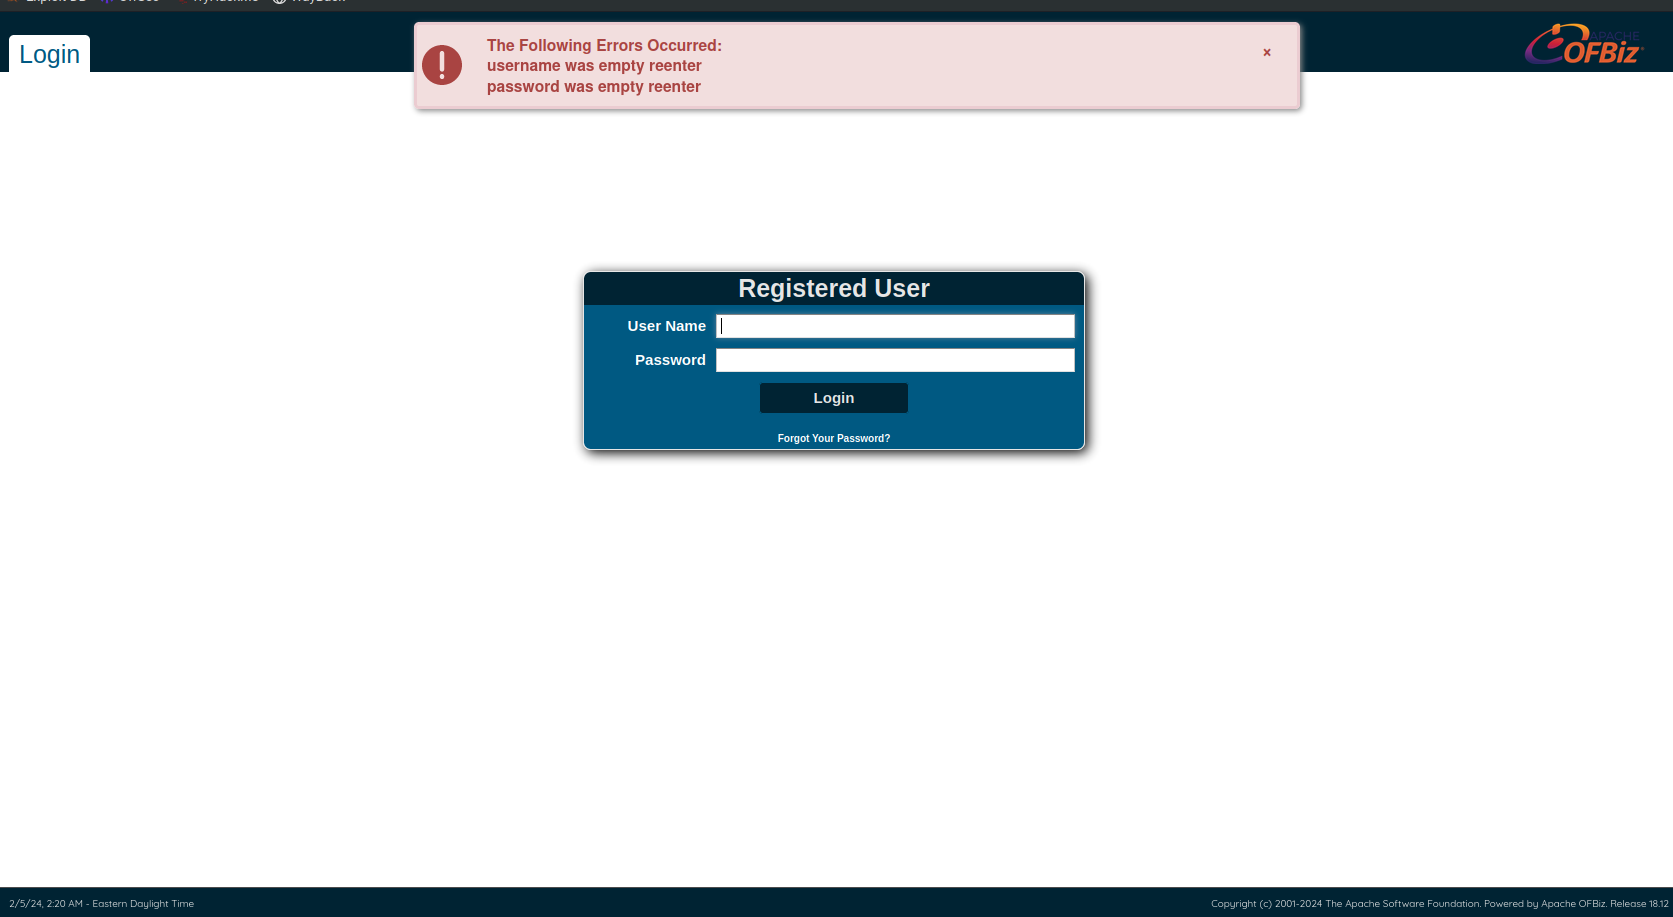 Login
The Following Errors Occurred:
username was empty reenter
password was empty reenter
×
APACHE
OFBiz
Registered User
User Name
Password
Login
Forgot Your Password?
2/5/24, 2:20 AM - Eastern Daylight Time
Copyright (c) 2001-2024 The Apache Software Foundation. Powered by Apache OFBiz. Release 18.12